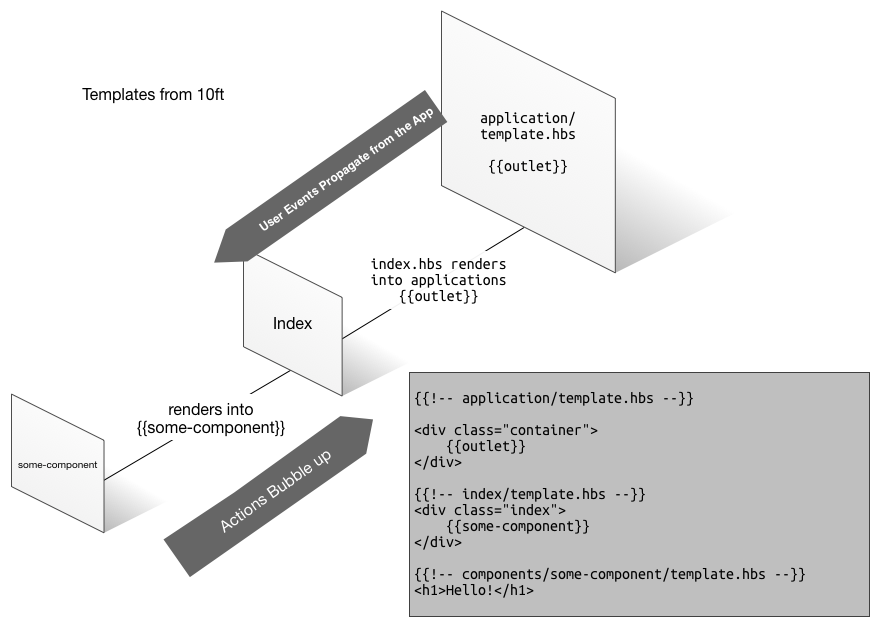 Templates from 10ft
User Events Propagate from the App
application/
template.hbs
{{outlet}}
index.hbs renders
into applications
{{outlet}}
Index
renders into
{{some-component}}
some-component
Actions Bubble up
{{!-- application/template.hbs --}}
<div class="container">
    {{outlet}}
</div>
{{!-- index/template.hbs --}}
<div class="index">
    {{some-component}}
</div>
{{!-- components/some-component/template.hbs --}}
<h1>Hello!</h1>